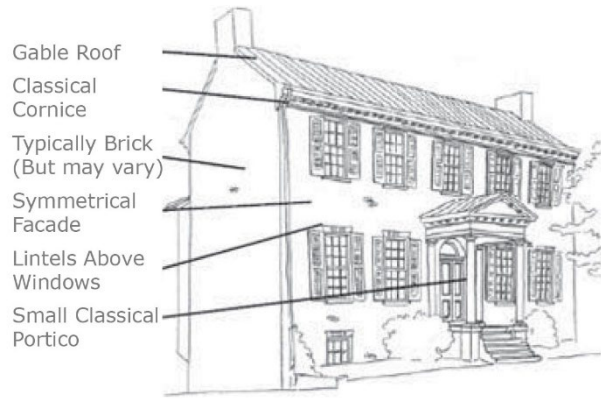 Gable Roof
Classical
Cornice
Typically Brick
(But may vary)
Symmetrical
Facade
Lintels Above
Windows
Small Classical
Portico